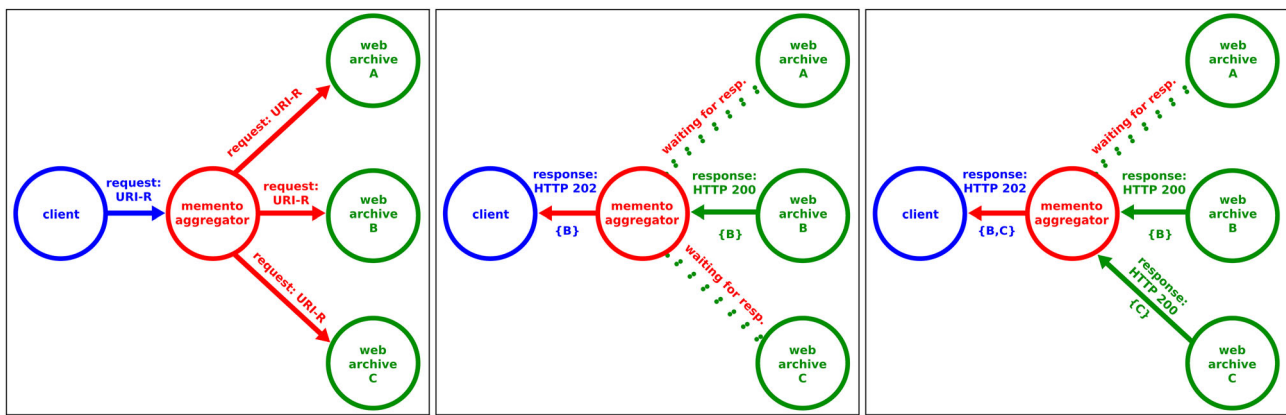 web
archive
A
request: URI-R
client
request:
URI-R
memento
aggregator
request:
URI-R
web
archive
B
request: URI-R
web
archive
C
web
archive
A
waiting for resp.
client
response:
HTTP 202
{B}
memento
aggregator
response:
HTTP 200
{B}
web
archive
B
waiting for resp.
web
archive
C
web
archive
A
waiting for resp.
client
response:
HTTP 202
{B,C}
memento
aggregator
response:
HTTP 200
{B}
web
archive
B
response:
HTTP 200
{C}
web
archive
C